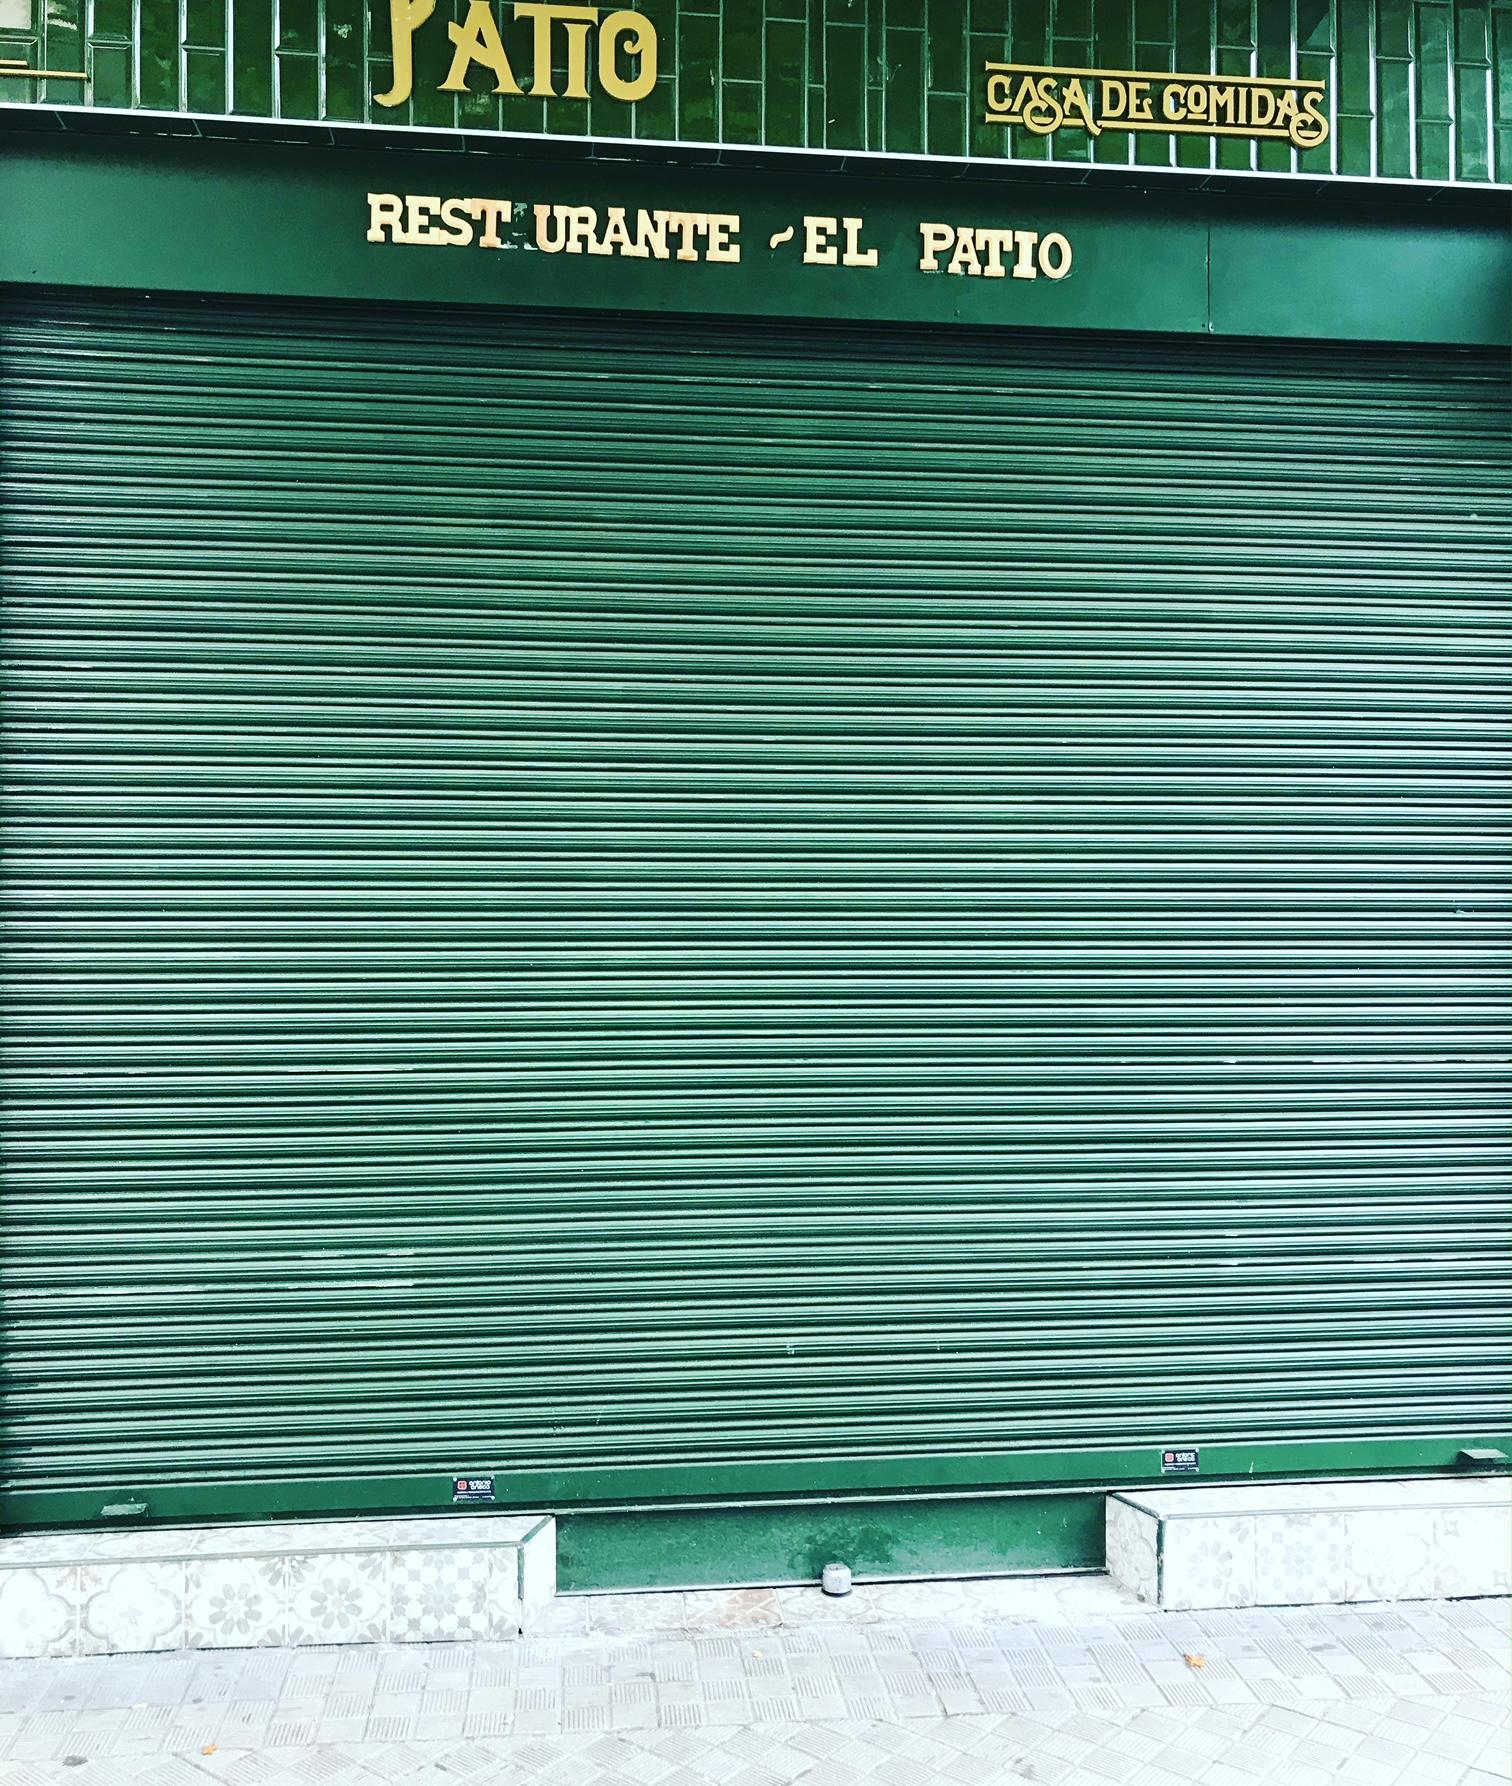 PATIO
CASA DE COMIDAS
REST URANTE ~ EL PATIO